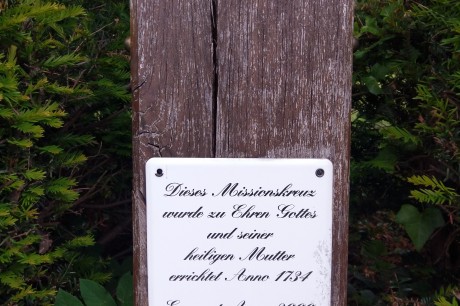 Dieses Missionskreuz
wurde zu Ehren Gottes
und seiner
heiligen Mutter
errichtet Anno 1734